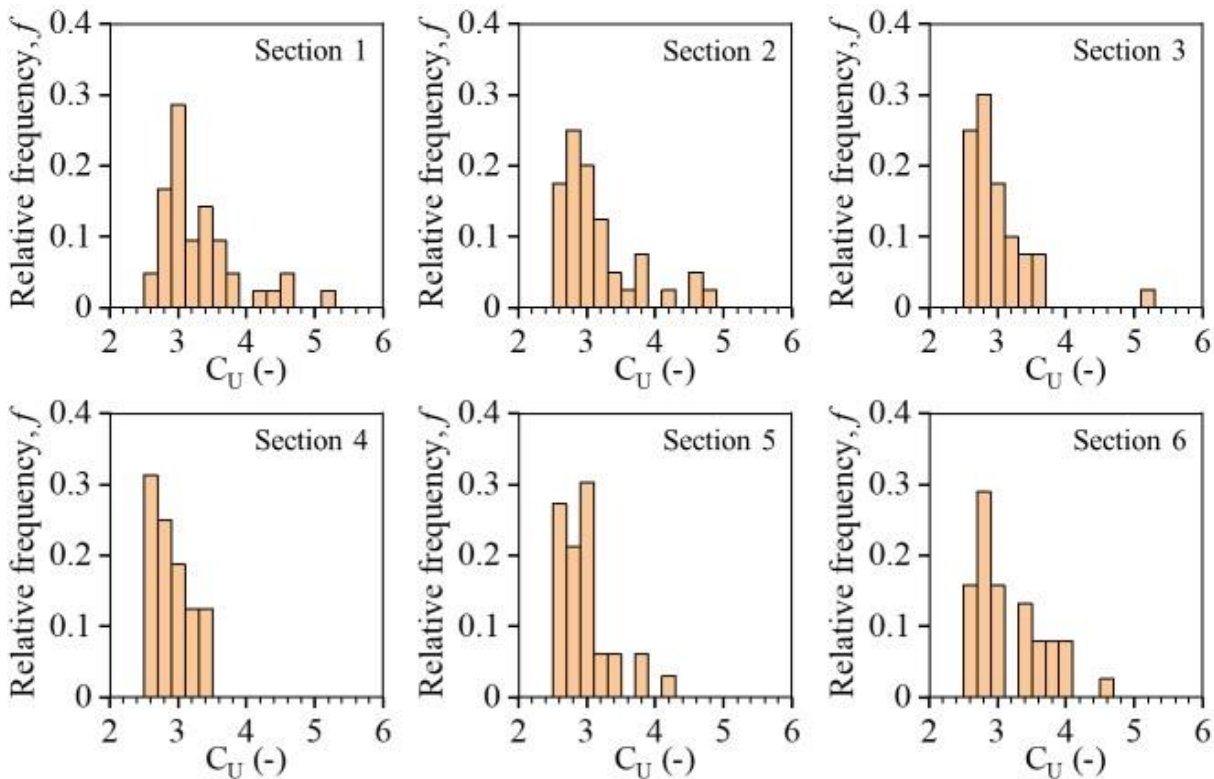 Relative frequency, f
0.4
0.3
0.2
0.1
0
Section 1
2 3 4 5 6
C_U (-)
Relative frequency, f
0.4
0.3
0.2
0.1
0
Section 2
2 3 4 5 6
C_U (-)
Relative frequency, f
0.4
0.3
0.2
0.1
0
Section 3
2 3 4 5 6
C_U (-)
Relative frequency, f
0.4
0.3
0.2
0.1
0
Section 4
2 3 4 5 6
C_U (-)
Relative frequency, f
0.4
0.3
0.2
0.1
0
Section 5
2 3 4 5 6
C_U (-)
Relative frequency, f
0.4
0.3
0.2
0.1
0
Section 6
2 3 4 5 6
C_U (-)